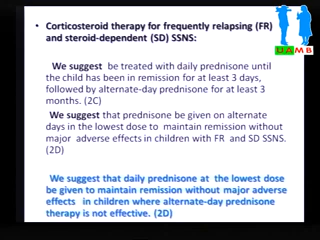 • Corticosteroid therapy for frequently relapsing (FR)
and steroid-dependent (SD) SSNS:
We suggest be treated with daily prednisone until
the child has been in remission for at least 3 days,
followed by alternate-day prednisone for at least 3
months. (2C)
We suggest that prednisone be given on alternate
days in the lowest dose to maintain remission without
major adverse effects in children with FR and SD SSNS.
(2D)
We suggest that daily prednisone at the lowest dose
be given to maintain remission without major adverse
effects in children where alternate-day prednisone
therapy is not effective. (2D)
UAMB